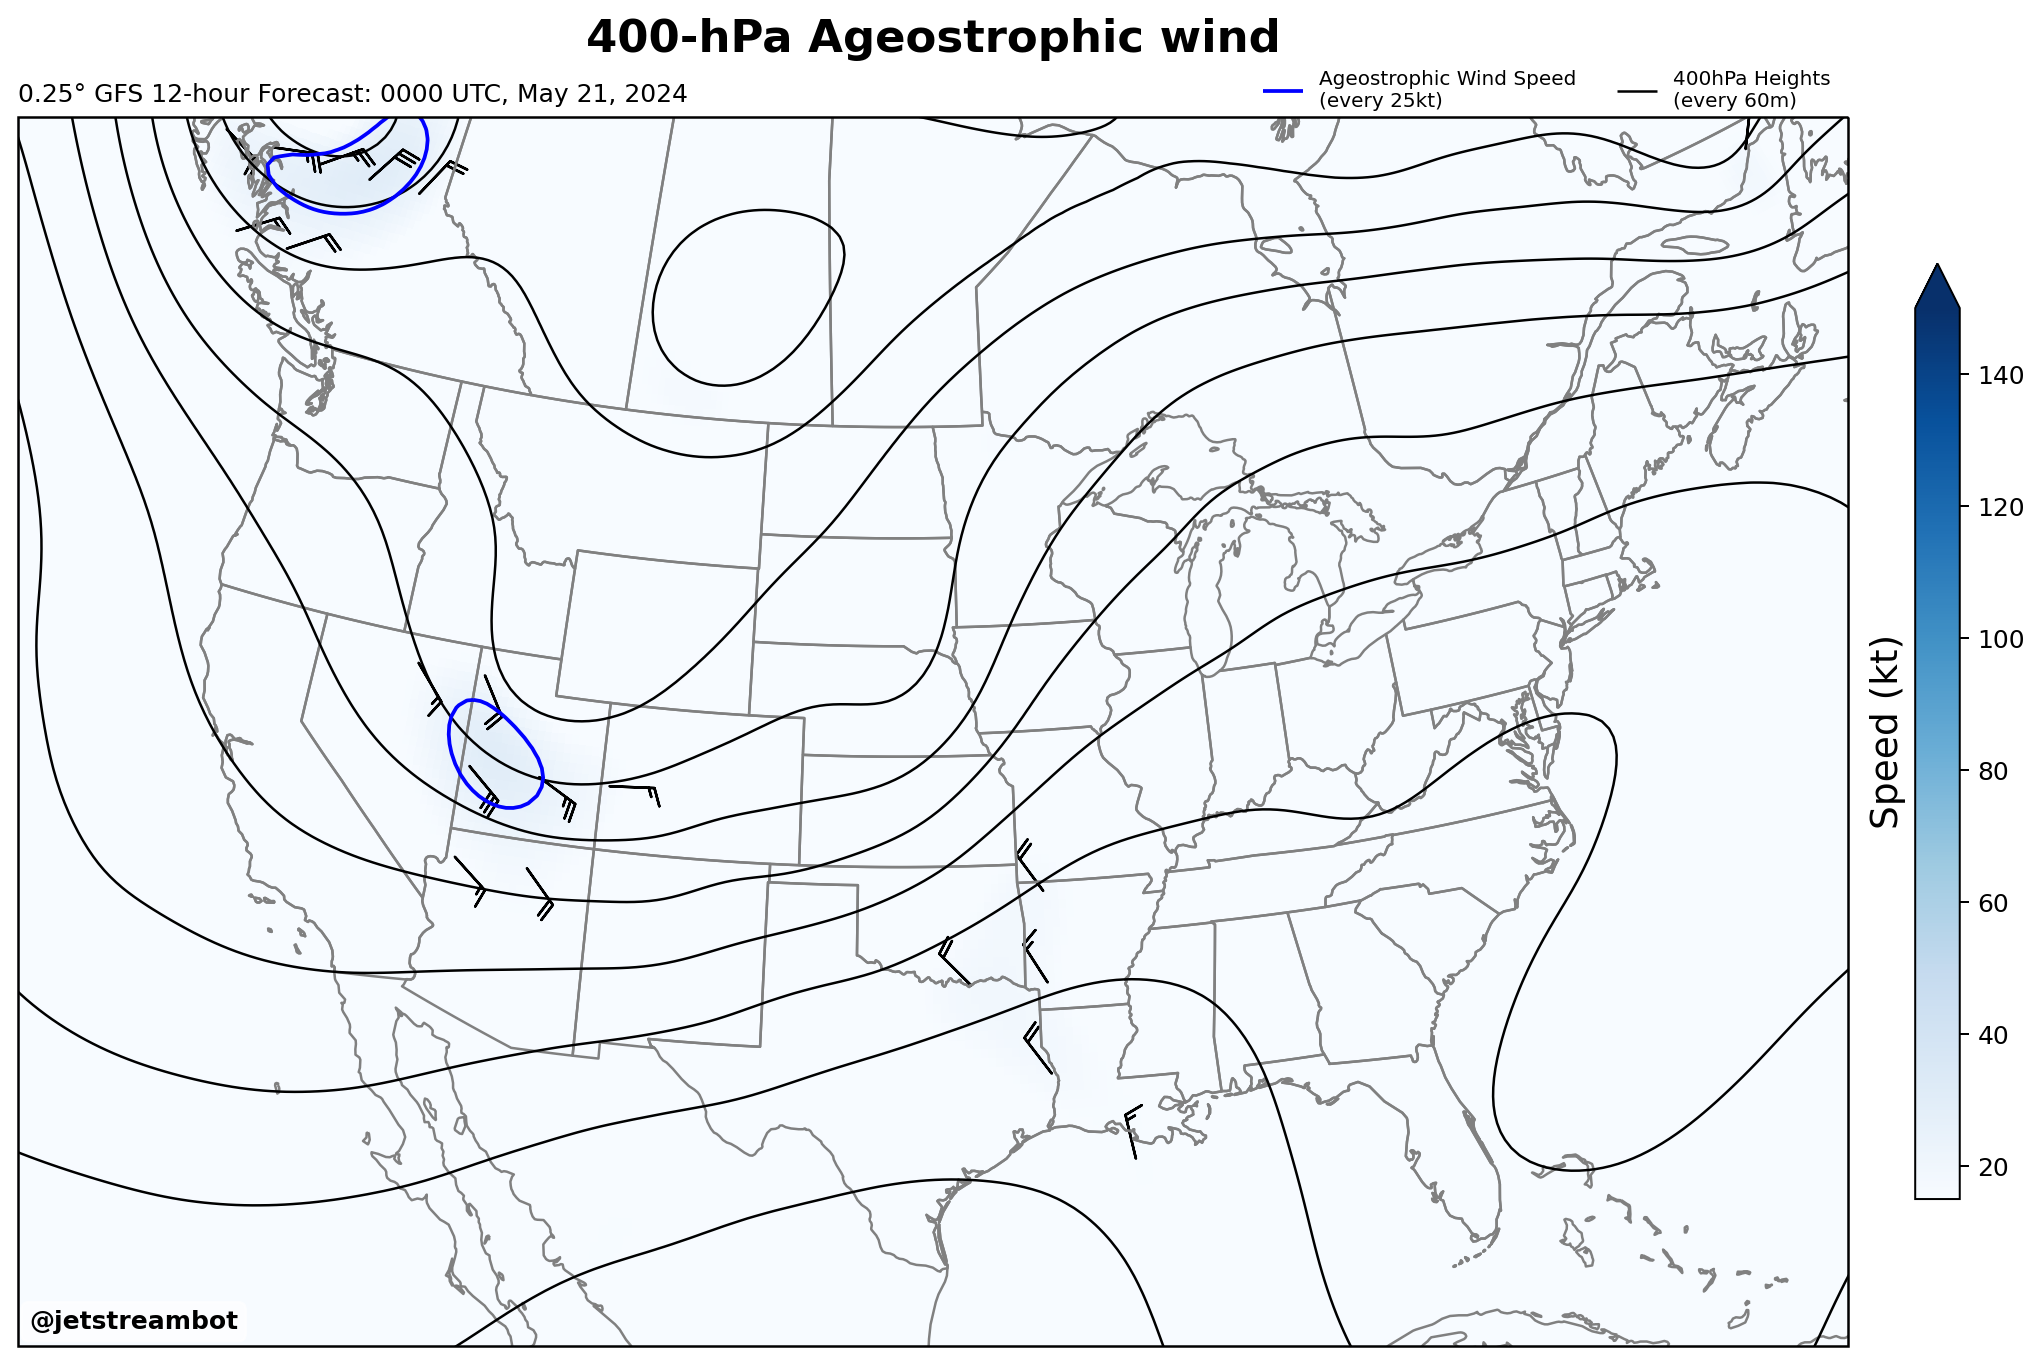 400-hPa Ageostrophic wind
0.25° GFS 12-hour Forecast: 0000 UTC, May 21, 2024
Ageostrophic Wind Speed
(every 25kt)
400hPa Heights
(every 60m)
140
120
100
80
60
40
20
Speed (kt)
@jetstreambot